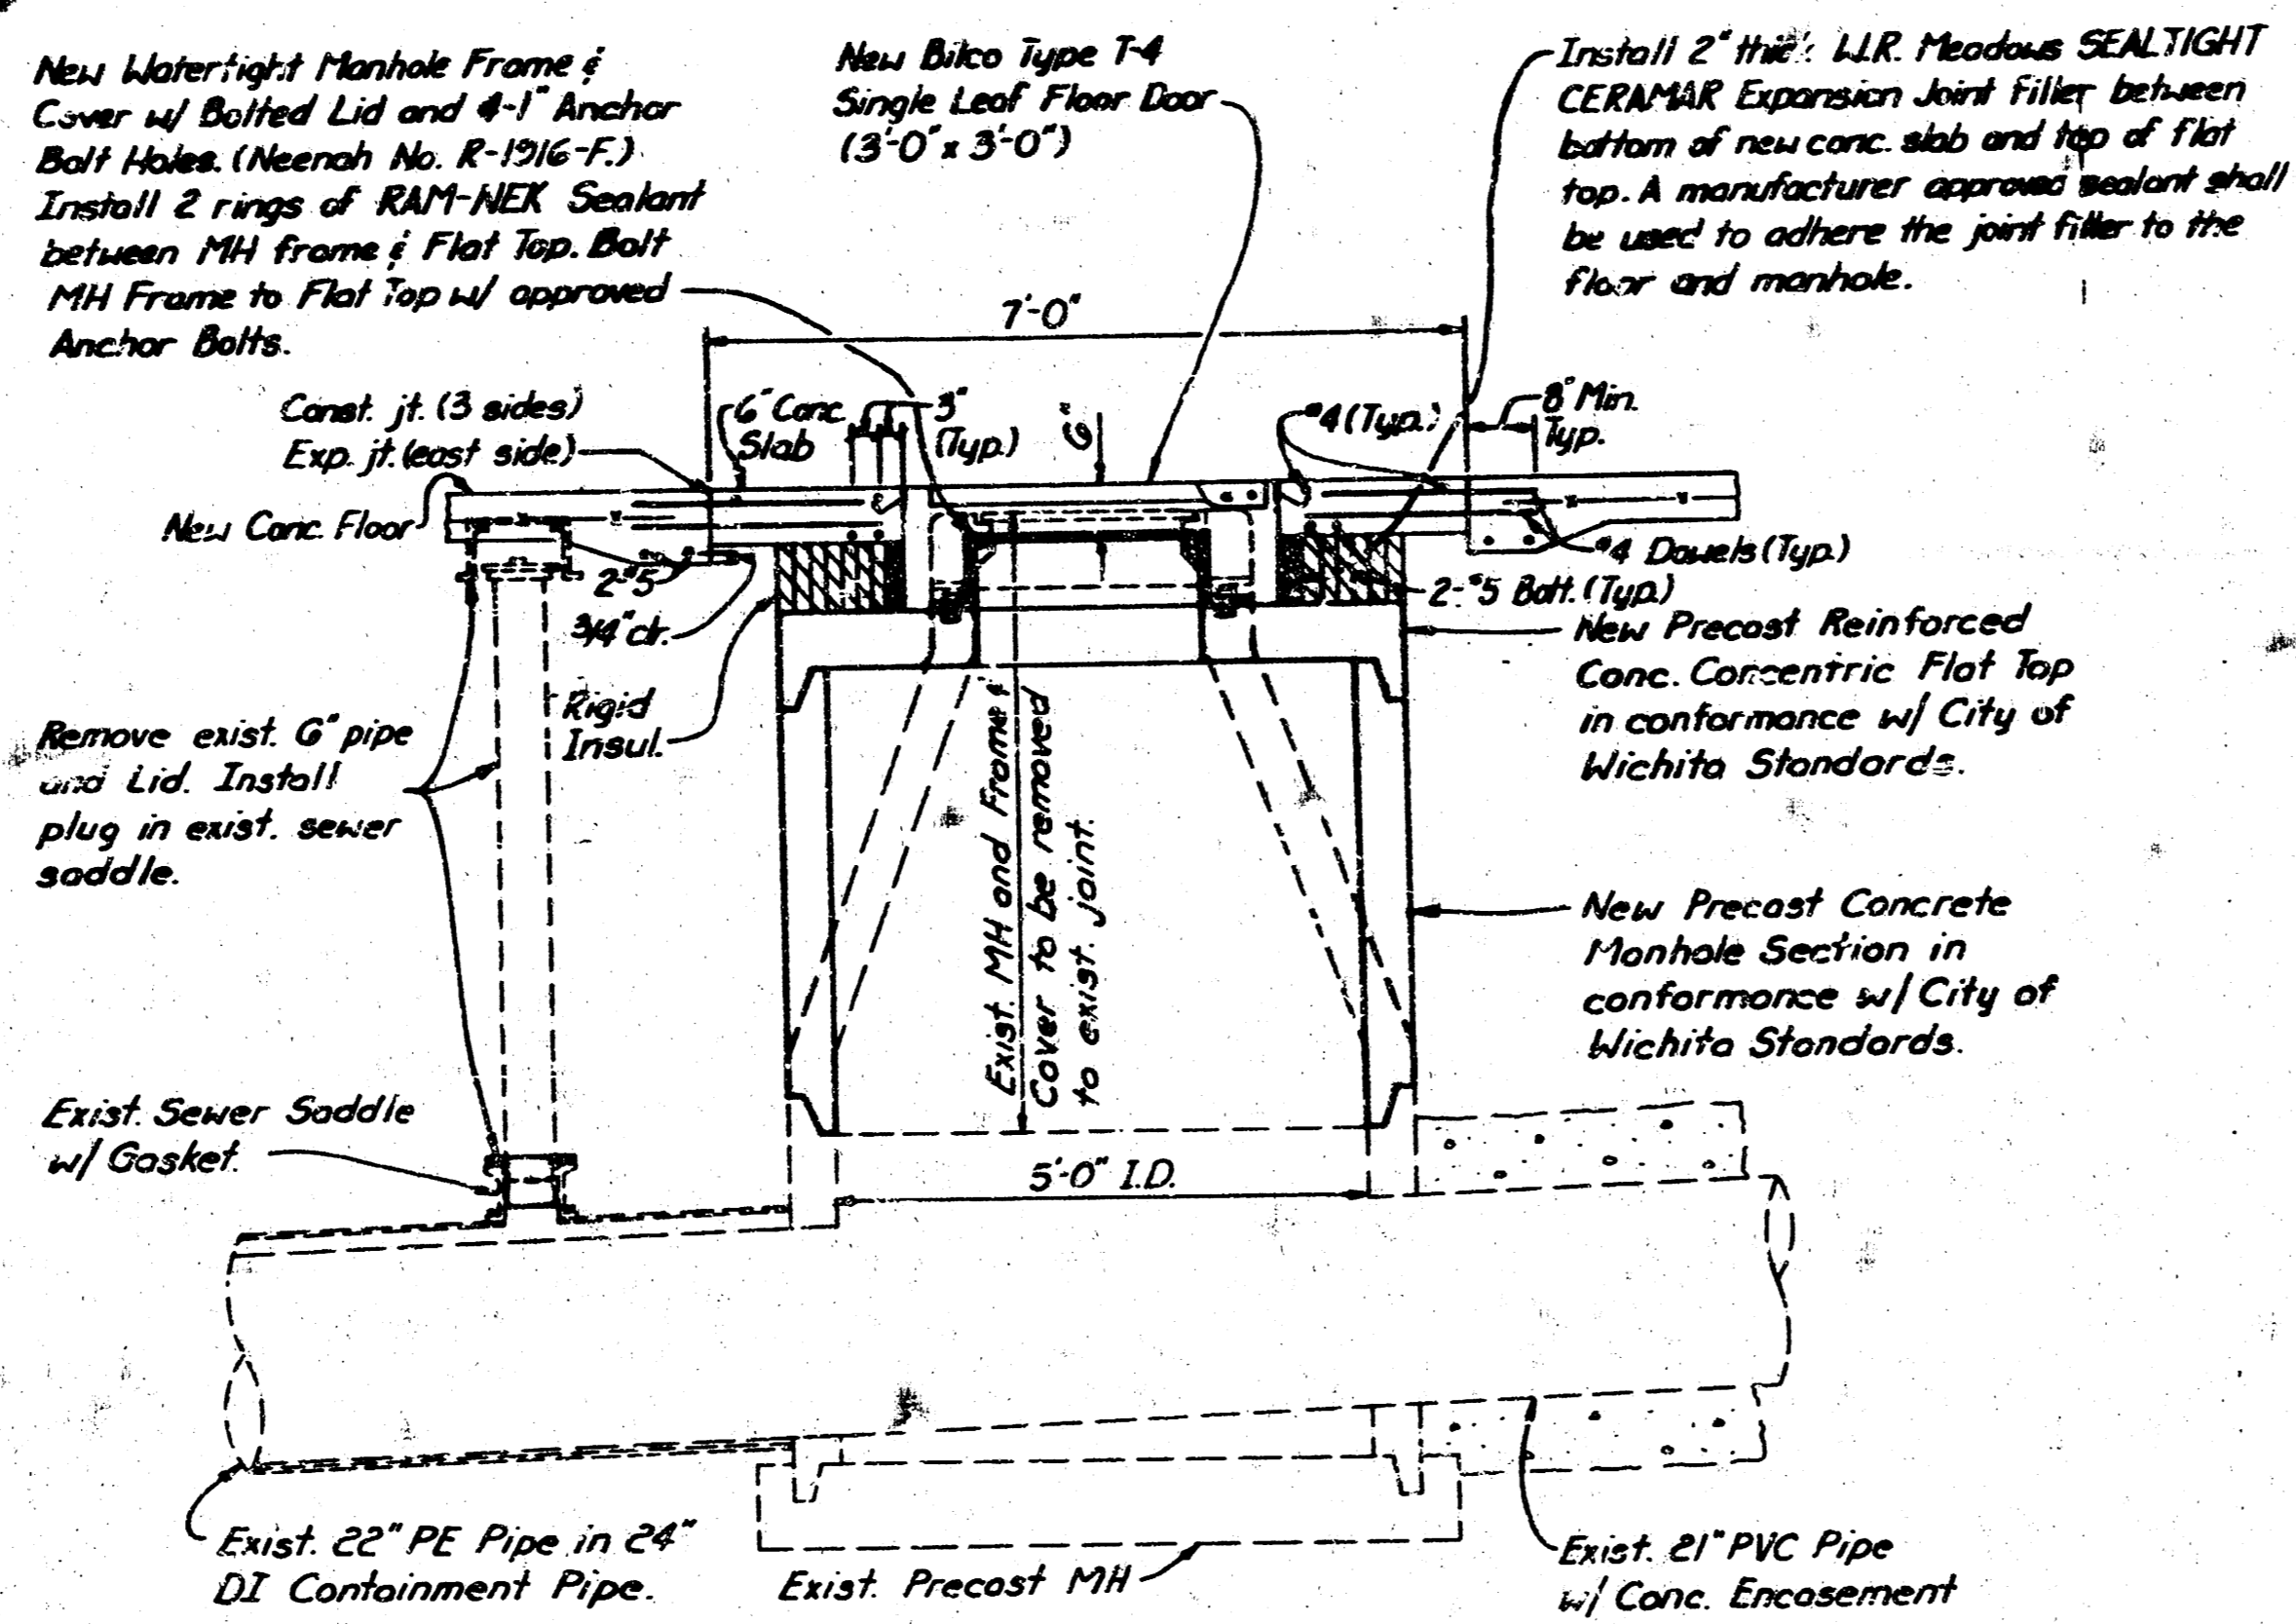 New Watertight Manhole Frame &
Cover w/ Bolted Lid and 4-1" Anchor
Bolt Holes. (Neenah No. R-1916-F.)
Install 2 rings of RAM-NEK Sealant
between MH frame & Flat Top. Bolt
MH Frame to Flat Top w/ approved
Anchor Bolts.
New Bilco Type T-4
Single Leaf Floor Door
(3'-0" x 3'-0")
Install 2" thic W.R. Meadows SEALTIGHT
CERAMAR Expansion Joint Filler between
bottom of new conc. slab and top of flat
top. A manufacturer approved sealant shall
be used to adhere the joint filler to the
floor and manhole.
7'-0"
Const. jt. (3 sides)
Exp. jt. (east side)
6" Conc.
Slab
3"
(Typ.)
6"
#4 (Typ.)
8" Min.
Typ.
New Conc. Floor
2-#5
3/4" clr.
#4 Dowels (Typ.)
2-#5 Bott. (Typ.)
Rigid
Insul.
New Precast Reinforced
Conc. Concentric Flat Top
in conformance w/ City of
Wichita Standards.
Remove exist. 6" pipe
and Lid. Install
plug in exist. sewer
saddle.
Exist. MH and Frame &
Cover to be removed
to exist. joint.
New Precast Concrete
Manhole Section in
conformance w/ City of
Wichita Standards.
Exist. Sewer Saddle
w/ Gasket.
5'-0" I.D.
Exist. 22" PE Pipe in 24"
DI Containment Pipe.
Exist. Precast MH
Exist. 21" PVC Pipe
w/ Conc. Encasement